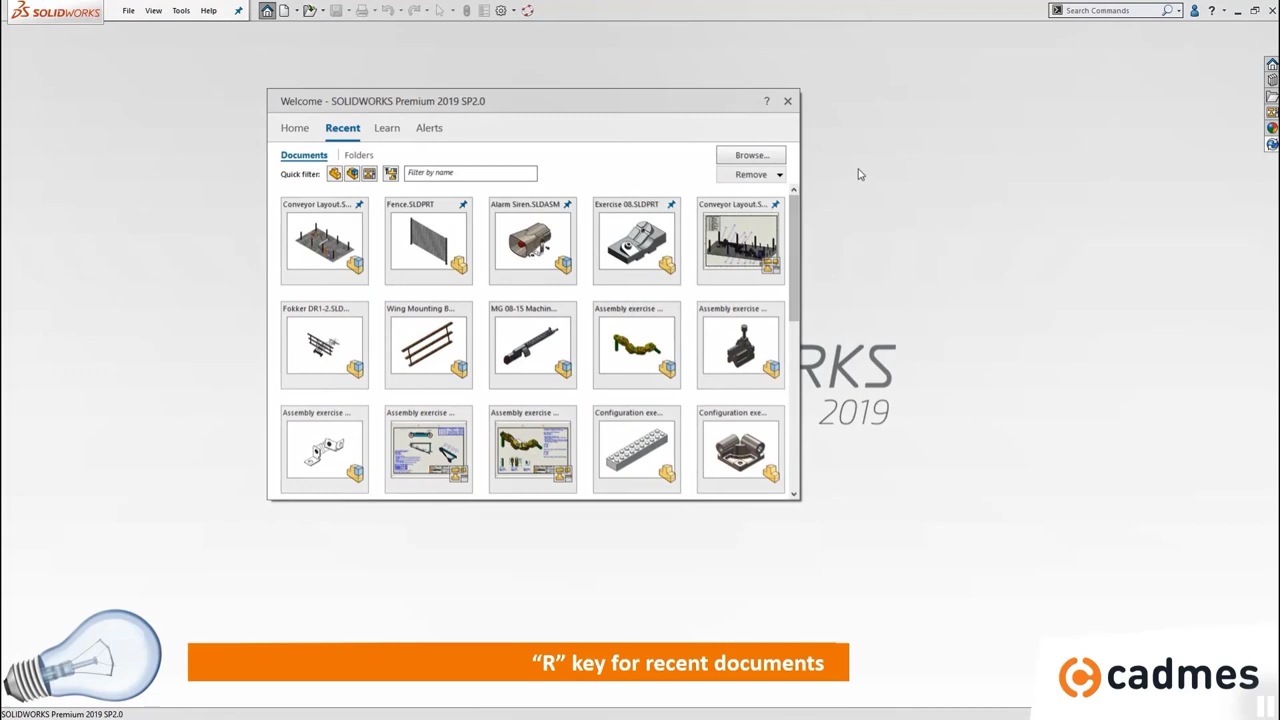 SOLIDWORKS
File
View
Tools
Help
Search Commands
Welcome - SOLIDWORKS Premium 2019 SP2.0
Home
Recent
Learn
Alerts
Documents
Folders
Browse...
Quick filter:
Filter by name
Remove
Conveyor Layout.S...
Fence.SLDPRT
Alarm Siren.SLDASM
Exercise 08.SLDPRT
Conveyor Layout.S...
Fokker DR1-2.SLD...
Wing Mounting B...
MG 08-15 Machin...
Assembly exercise ...
Assembly exercise ...
RKS
2019
Assembly exercise ...
Assembly exercise ...
Assembly exercise ...
Configuration exe...
Configuration exe...
“R” key for recent documents
cadmes
SOLIDWORKS Premium 2019 SP2.0